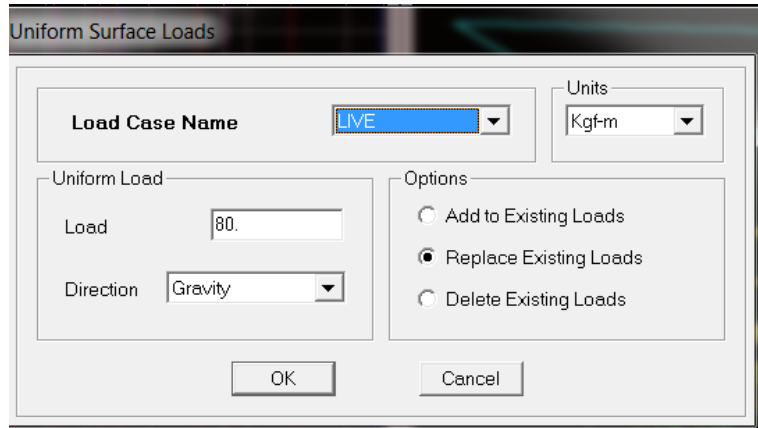 Uniform Surface Loads
Load Case Name
LIVE
Units
Kgf-m
Uniform Load
Load
80.
Direction
Gravity
Options
Add to Existing Loads
Replace Existing Loads
Delete Existing Loads
OK
Cancel